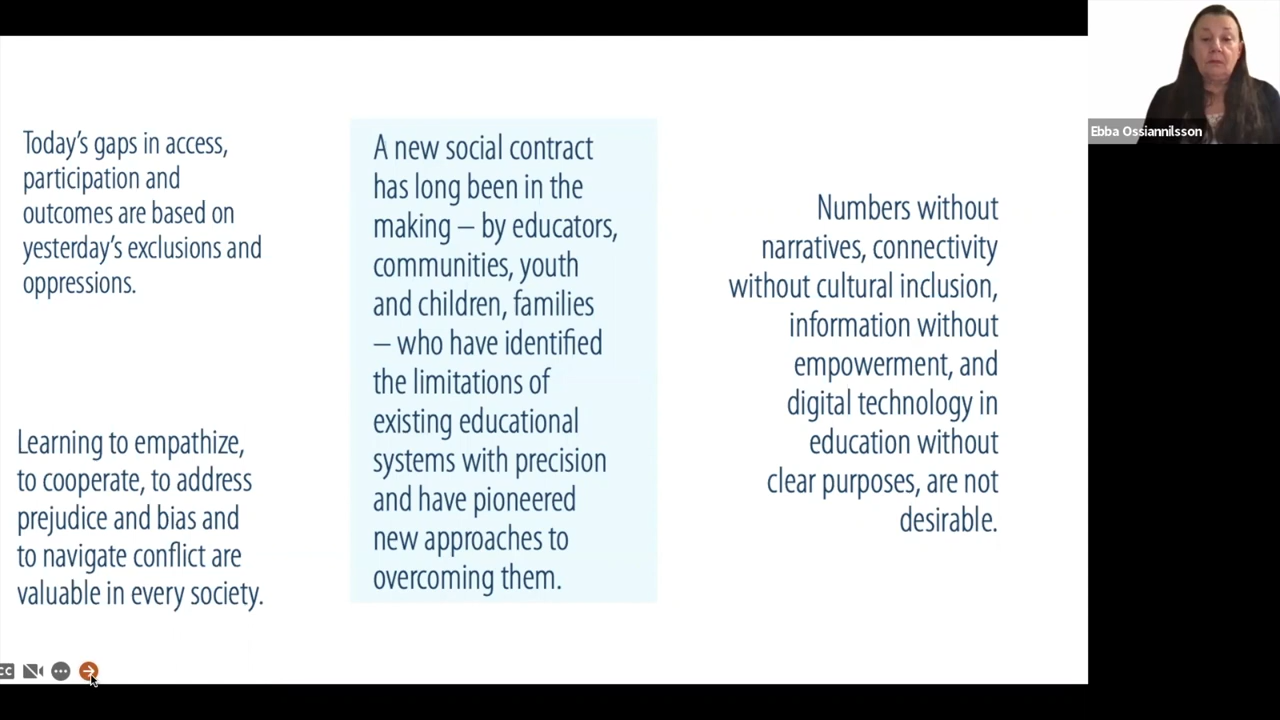 Today's gaps in access,
participation and
outcomes are based on
yesterday's exclusions and
oppressions.
Learning to empathize,
to cooperate, to address
prejudice and bias and
to navigate conflict are
valuable in every society.
A new social contract
has long been in the
making – by educators,
communities, youth
and children, families
– who have identified
the limitations of
existing educational
systems with precision
and have pioneered
new approaches to
overcoming them.
Numbers without
narratives, connectivity
without cultural inclusion,
information without
empowerment, and
digital technology in
education without
clear purposes, are not
desirable.
Ebba Ossiannilsson
CC